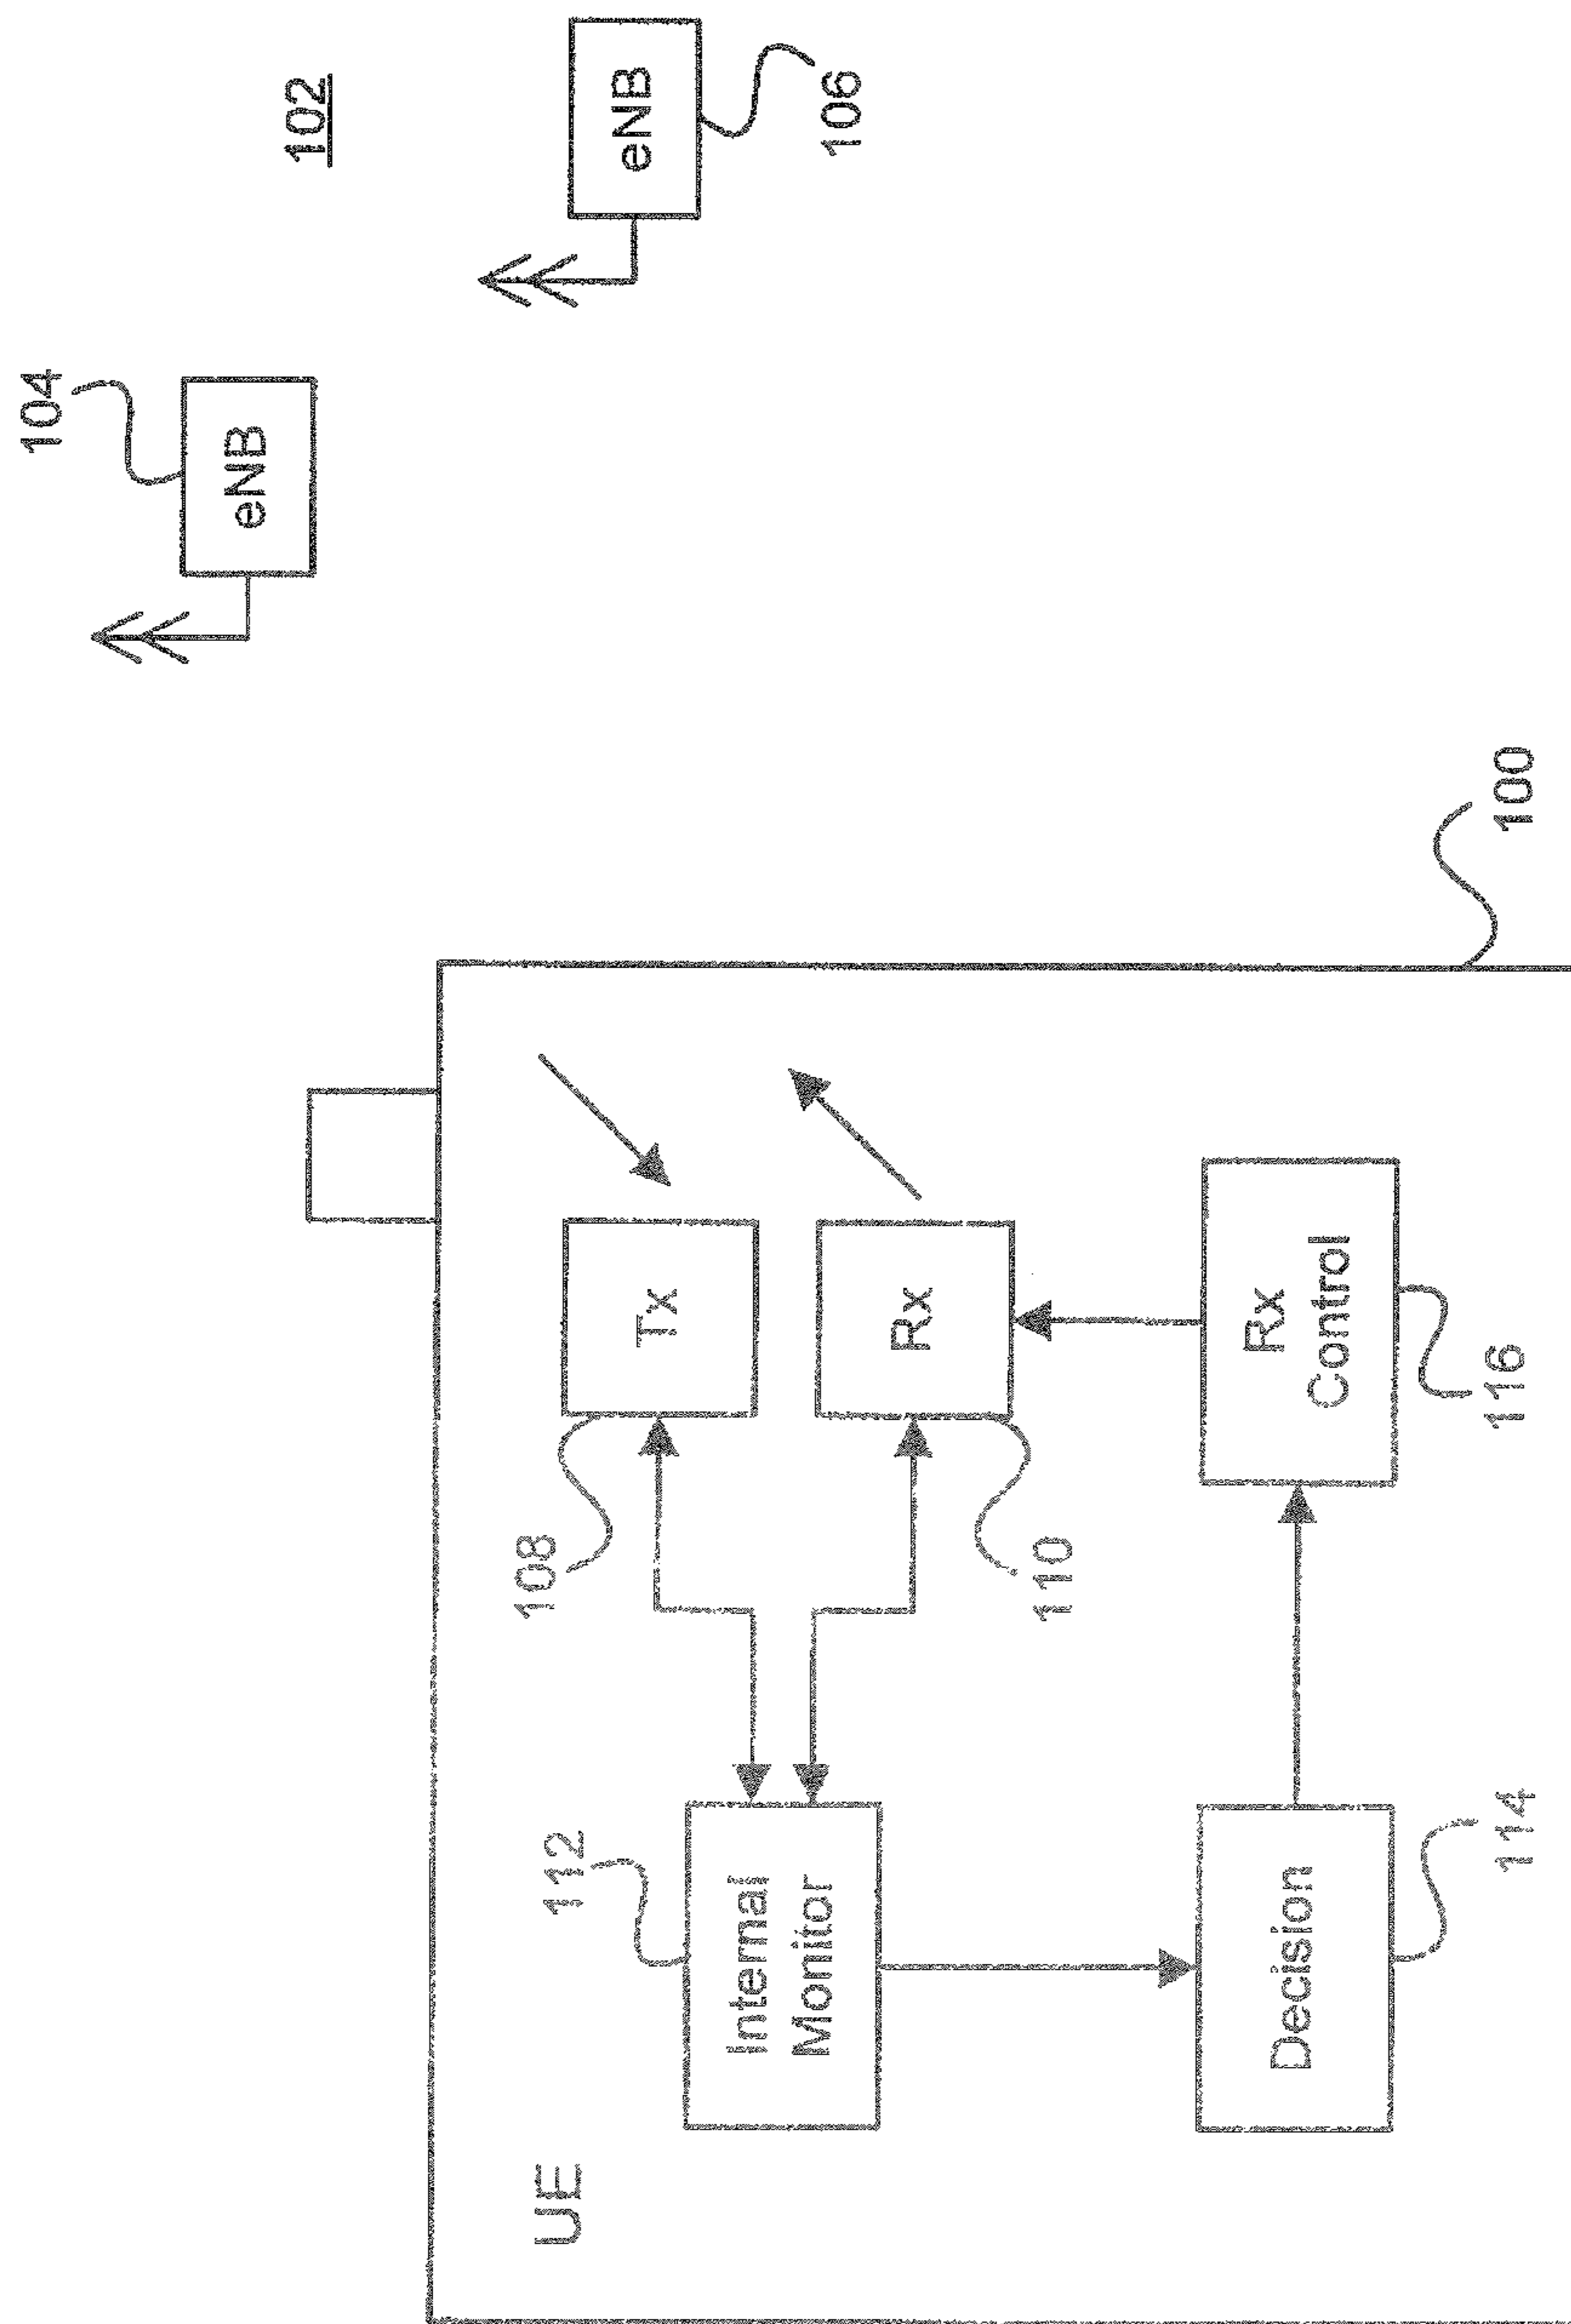 UE
112
Internal
Monitor
Decision
114
108
110
Tx
Rx
Rx
Control
116
100
104
eNB
102
eNB
106